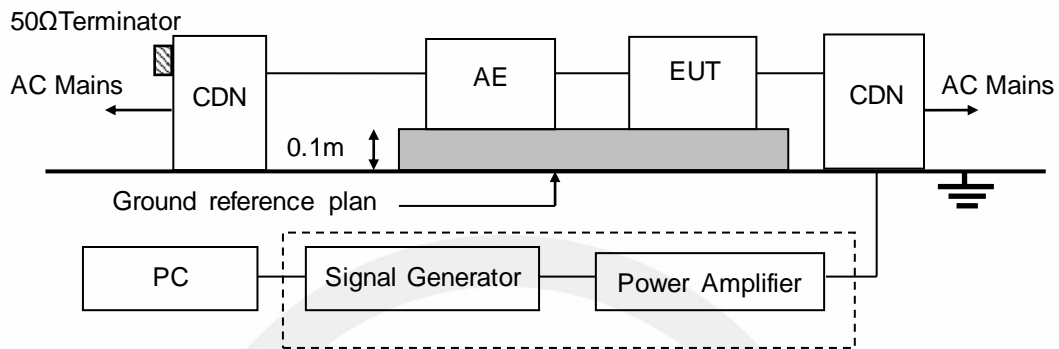 50ΩTerminator
AC Mains
CDN
AE
EUT
CDN
AC Mains
0.1m
Ground reference plan
PC
Signal Generator
Power Amplifier